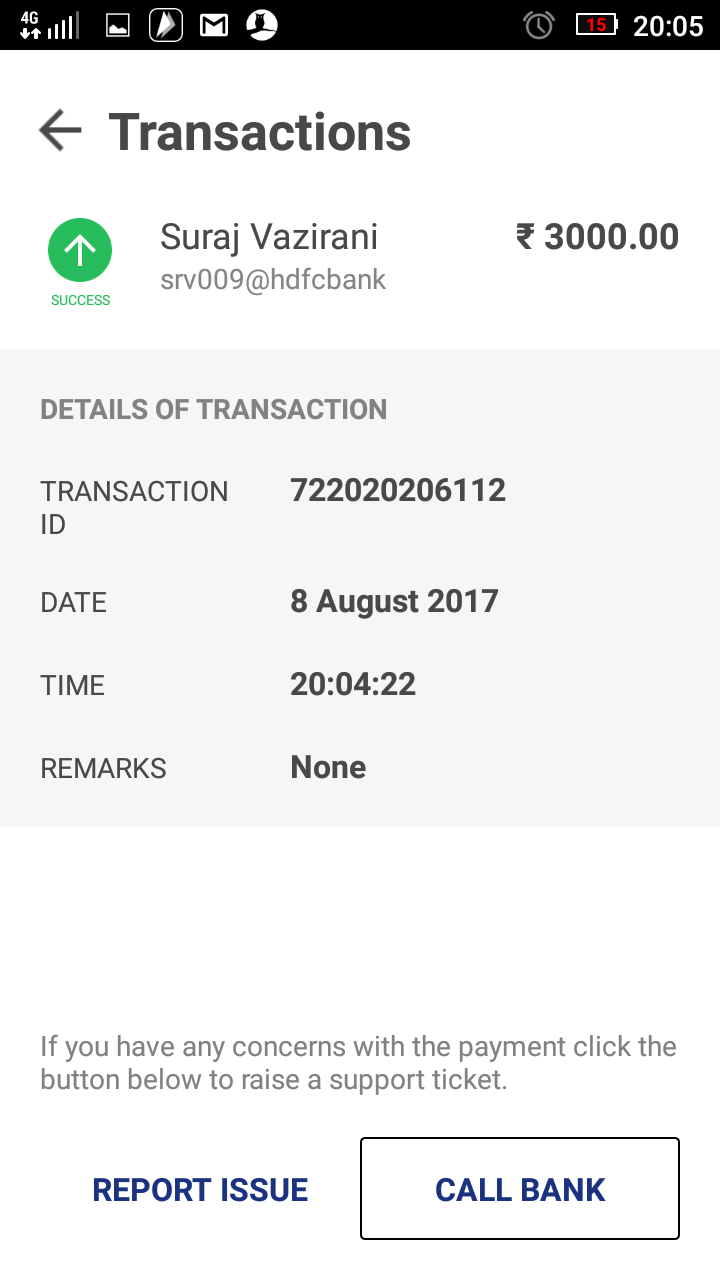 4G 15 20:05
Transactions
Suraj Vazirani ₹ 3000.00
srv009@hdfcbank
SUCCESS
DETAILS OF TRANSACTION
TRANSACTION ID 722020206112
DATE 8 August 2017
TIME 20:04:22
REMARKS None
If you have any concerns with the payment click the
button below to raise a support ticket.
REPORT ISSUE CALL BANK